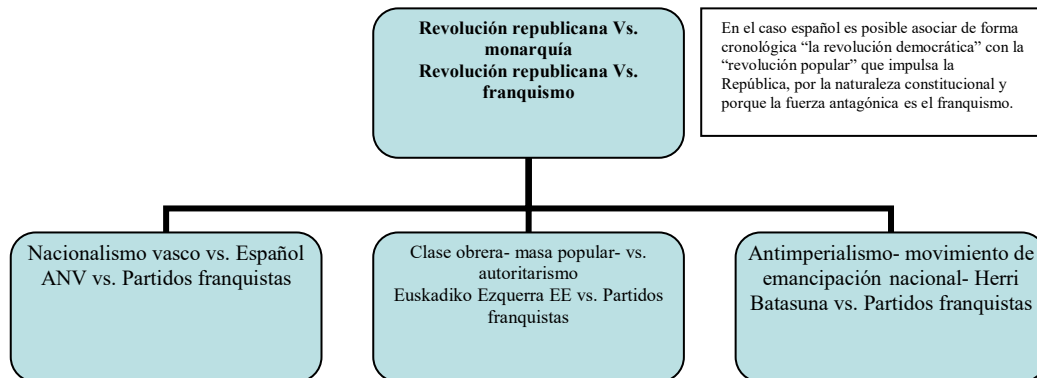 Revolución republicana Vs.
monarquía
Revolución republicana Vs.
franquismo
En el caso español es posible asociar de forma
cronológica “la revolución democrática” con la
“revolución popular” que impulsa la
República, por la naturaleza constitucional y
porque la fuerza antagónica es el franquismo.
Nacionalismo vasco vs. Español
ANV vs. Partidos franquistas
Clase obrera- masa popular- vs.
autoritarismo
Euskadiko Ezquerra EE vs. Partidos
franquistas
Antimperialismo- movimiento de
emancipación nacional- Herri
Batasuna vs. Partidos franquistas